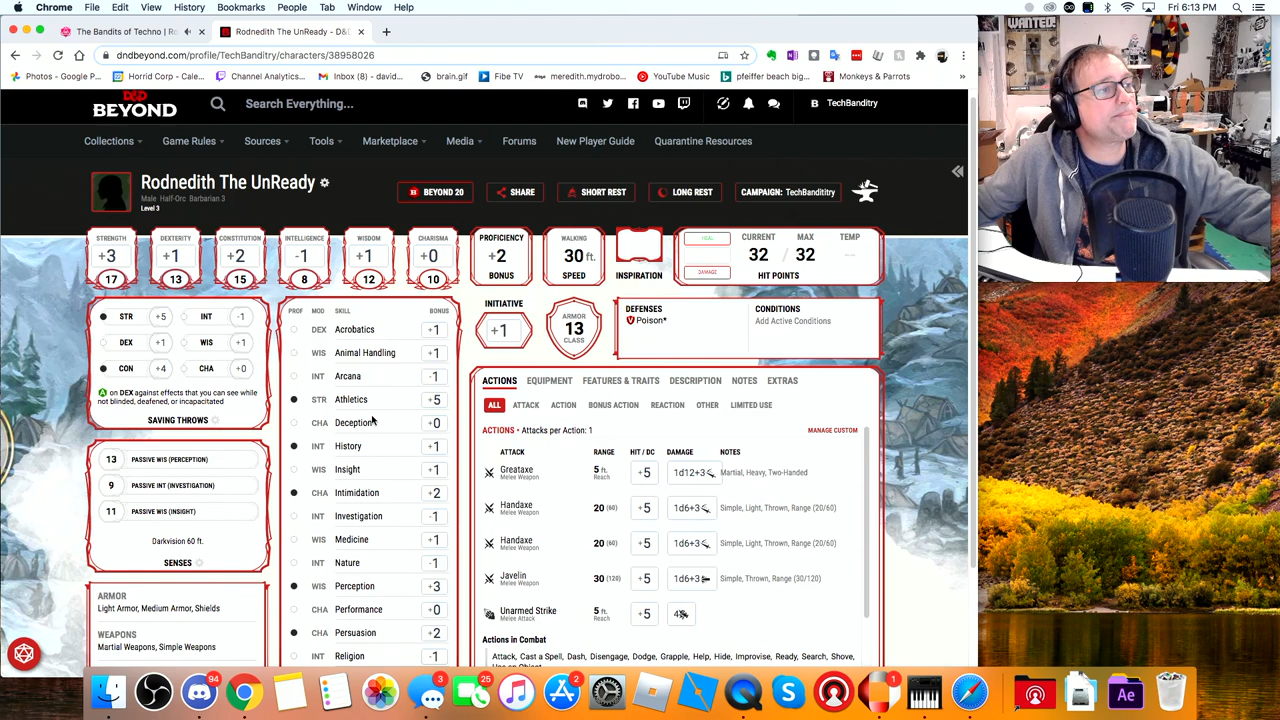 Chrome File Edit View History Bookmarks People Tab Window Help Fri 6:13 PM
The Bandits of Techno | Ro Rodnedith The UnReady - D&D
dndbeyond.com/profile/TechBanditry/characters/38958026
Photos - Google P... Horrid Corp - Cale... Channel Analytics... Inbox (8) - david... brain.gif Fibe TV meredith.mydrobo... YouTube Music pfeiffer beach big... Monkeys & Parrots
D&D
BEYOND Search Everything... TechBanditry
Collections Game Rules Sources Tools Marketplace Media Forums New Player Guide Quarantine Resources
Rodnedith The UnReady
Male Half-Orc Barbarian 3
Level 3
BEYOND 20 SHARE SHORT REST LONG REST CAMPAIGN: TechBandititry
STRENGTH DEXTERITY CONSTITUTION INTELLIGENCE WISDOM CHARISMA PROFICIENCY WALKING HEAL CURRENT MAX TEMP
+3 +1 +2 -1 +1 +0 +2 30 ft. 32 / 32 --
17 13 15 8 12 10 BONUS SPEED INSPIRATION DAMAGE HIT POINTS
STR +5 INT -1
DEX +1 WIS +1
CON +4 CHA +0
A on DEX against effects that you can see while
not blinded, deafened, or incapacitated
SAVING THROWS
13 PASSIVE WIS (PERCEPTION)
9 PASSIVE INT (INVESTIGATION)
11 PASSIVE WIS (INSIGHT)
Darkvision 60 ft.
SENSES
ARMOR
Light Armor, Medium Armor, Shields
WEAPONS
Martial Weapons, Simple Weapons
PROF MOD SKILL BONUS
DEX Acrobatics +1
WIS Animal Handling +1
INT Arcana -1
STR Athletics +5
CHA Deception +0
INT History +1
WIS Insight +1
CHA Intimidation +2
INT Investigation -1
WIS Medicine +1
INT Nature -1
WIS Perception +3
CHA Performance +0
CHA Persuasion +2
INT Religion -1
INITIATIVE
+1
ARMOR
13
CLASS
DEFENSES
Poison*
CONDITIONS
Add Active Conditions
ACTIONS EQUIPMENT FEATURES & TRAITS DESCRIPTION NOTES EXTRAS
ALL ATTACK ACTION BONUS ACTION REACTION OTHER LIMITED USE
ACTIONS • Attacks per Action: 1 MANAGE CUSTOM
ATTACK RANGE HIT / DC DAMAGE NOTES
Greataxe 5 ft. +5 1d12+3 Martial, Heavy, Two-Handed
Melee Weapon Reach
Handaxe 20 (60) +5 1d6+3 Simple, Light, Thrown, Range (20/60)
Melee Weapon
Handaxe 20 (60) +5 1d6+3 Simple, Light, Thrown, Range (20/60)
Melee Weapon
Javelin 30 (120) +5 1d6+3 Simple, Thrown, Range (30/120)
Melee Weapon
Unarmed Strike 5 ft. +5 4
Melee Attack Reach
Actions in Combat
Attack, Cast a Spell, Dash, Disengage, Dodge, Grapple, Help, Hide, Improvise, Ready, Search, Shove,
Use an Object
94 3 26 2 1 Ae
WANTED